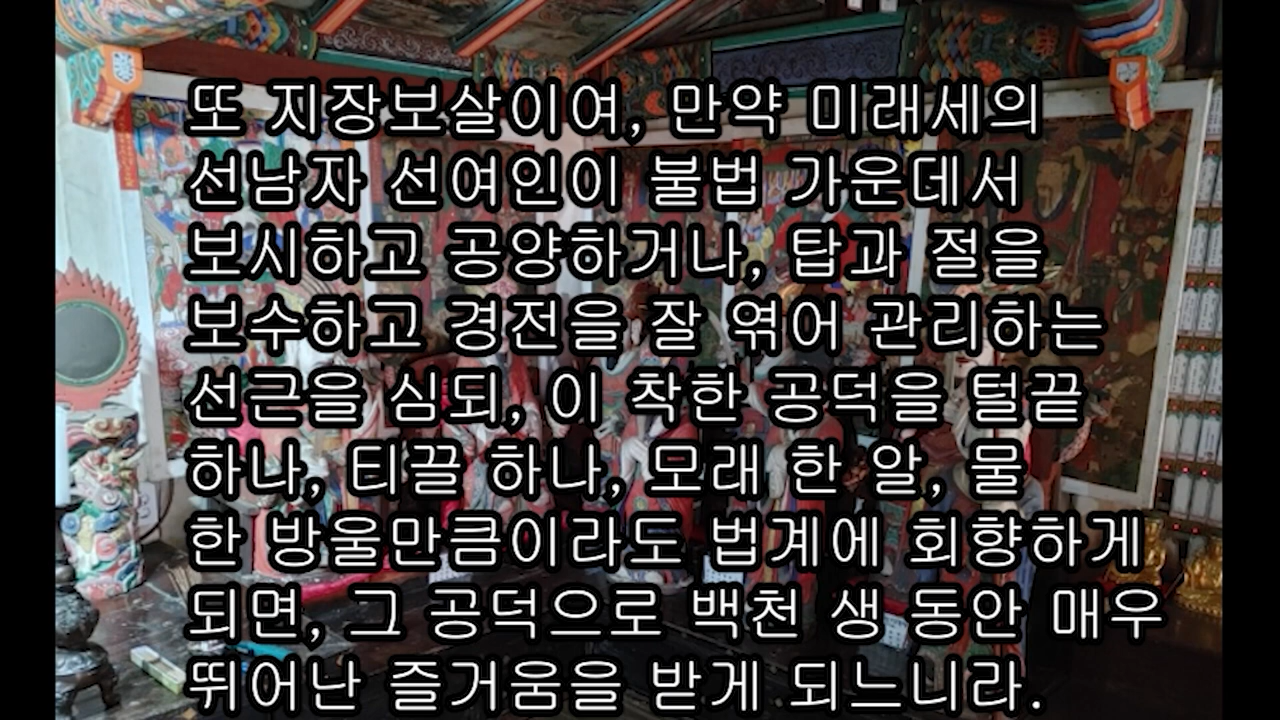 또 지장보살이여, 만약 미래세의
선남자 선여인이 불법 가운데서
보시하고 공양하거나, 탑과 절을
보수하고 경전을 잘 엮어 관리하는
선근을 심되, 이 착한 공덕을 털끝
하나, 티끌 하나, 모래 한 알, 물
한 방울만큼이라도 법계에 회향하게
되면, 그 공덕으로 백천 생 동안 매우
뛰어난 즐거움을 받게 되느니라.